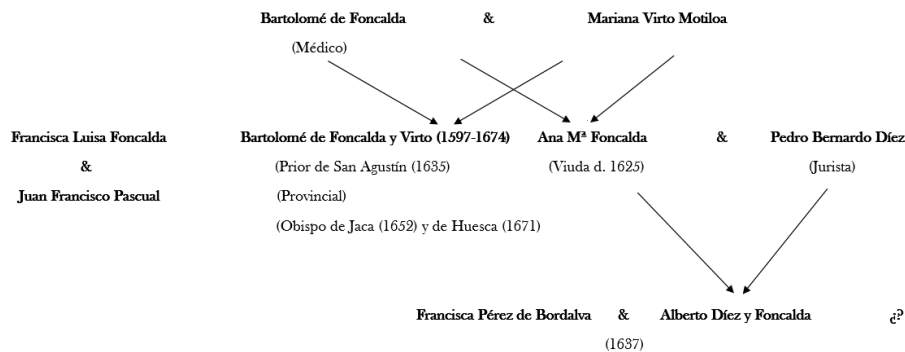 Bartolomé de Foncalda & Mariana Virto Motiloa
(Médico)
Francisca Luisa Foncalda Bartolomé de Foncalda y Virto (1597-1674) Ana Mª Foncalda & Pedro Bernardo Díez
& (Prior de San Agustín (1635) (Viuda d. 1625) (Jurista)
Juan Francisco Pascual (Provincial)
(Obispo de Jaca (1652) y de Huesca (1671)
Francisca Pérez de Bordalva & Alberto Díez y Foncalda ¿?
(1637)